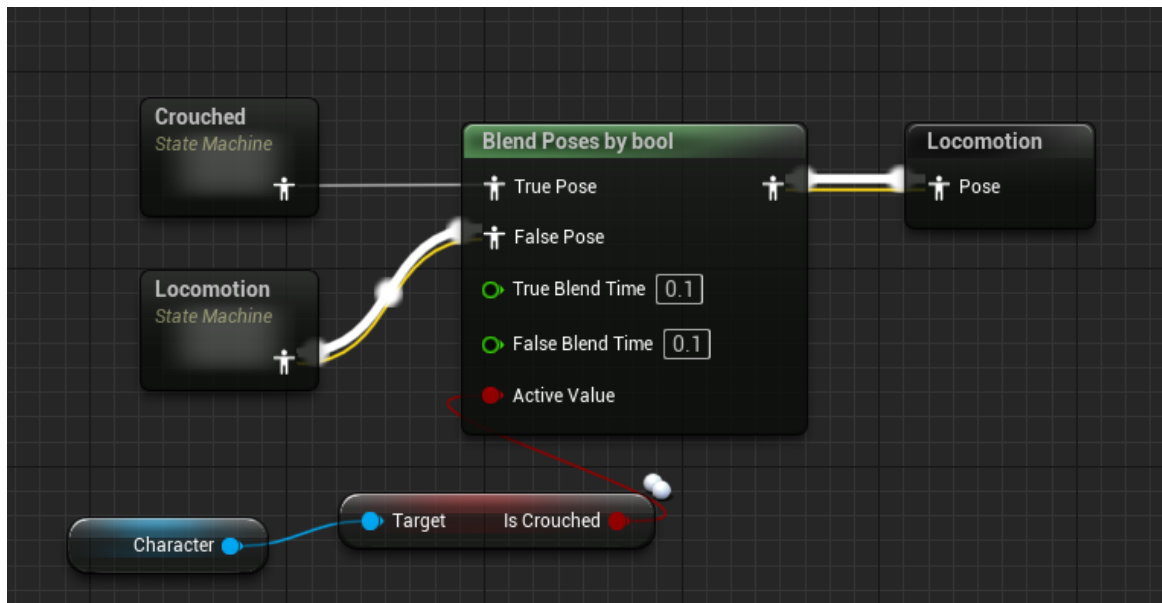 Crouched
State Machine
Locomotion
State Machine
Blend Poses by bool
True Pose
False Pose
True Blend Time 0.1
False Blend Time 0.1
Active Value
Locomotion
Pose
Character
Target Is Crouched